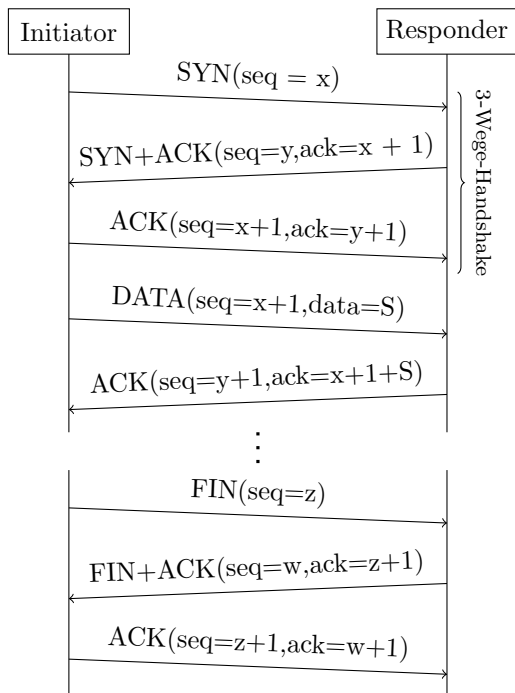 Initiator
Responder
SYN(seq = x)
SYN+ACK(seq=y,ack=x + 1)
3-Wege-Handshake
ACK(seq=x+1,ack=y+1)
DATA(seq=x+1,data=S)
ACK(seq=y+1,ack=x+1+S)
FIN(seq=z)
FIN+ACK(seq=w,ack=z+1)
ACK(seq=z+1,ack=w+1)